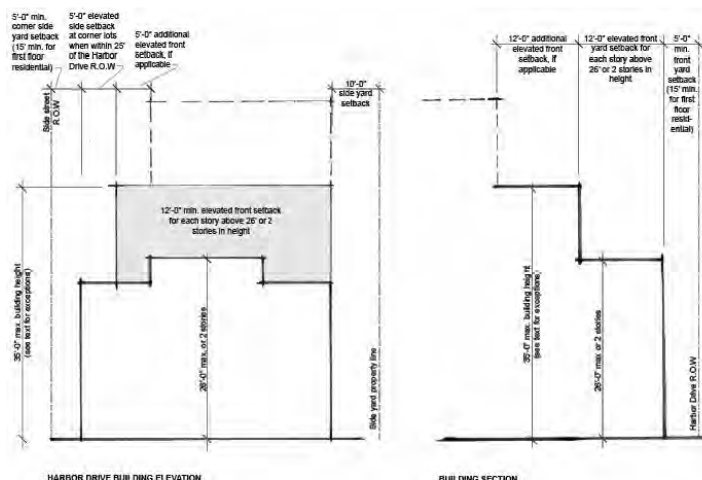 5'-0" min.
corner side
yard setback
(15' min. for
first floor
residential)
5'-0" elevated
side setback
at corner lots
when within 25'
of the Harbor
Drive R.O.W
5'-0" additional
elevated front
setback, if
applicable
10'-0"
side yard
setback
Side street
R.O.W
12'-0" min. elevated front setback
for each story above 26' or 2
stories in height
35'-0" max. building height
(see text for exceptions)
26'-0" max. or 2 stories
Side yard property line
HARBOR DRIVE BUILDING ELEVATION
12'-0" additional
elevated front
setback, if
applicable
12'-0" elevated front
yard setback for
each story above
26' or 2 stories in
height
5'-0"
min.
front
yard
setback
(15' min.
for first
floor
resid-
ential)
35'-0" max. building height
(see text for exceptions)
26'-0" max or 2 stories
Harbor Drive R.O.W
BUILDING SECTION